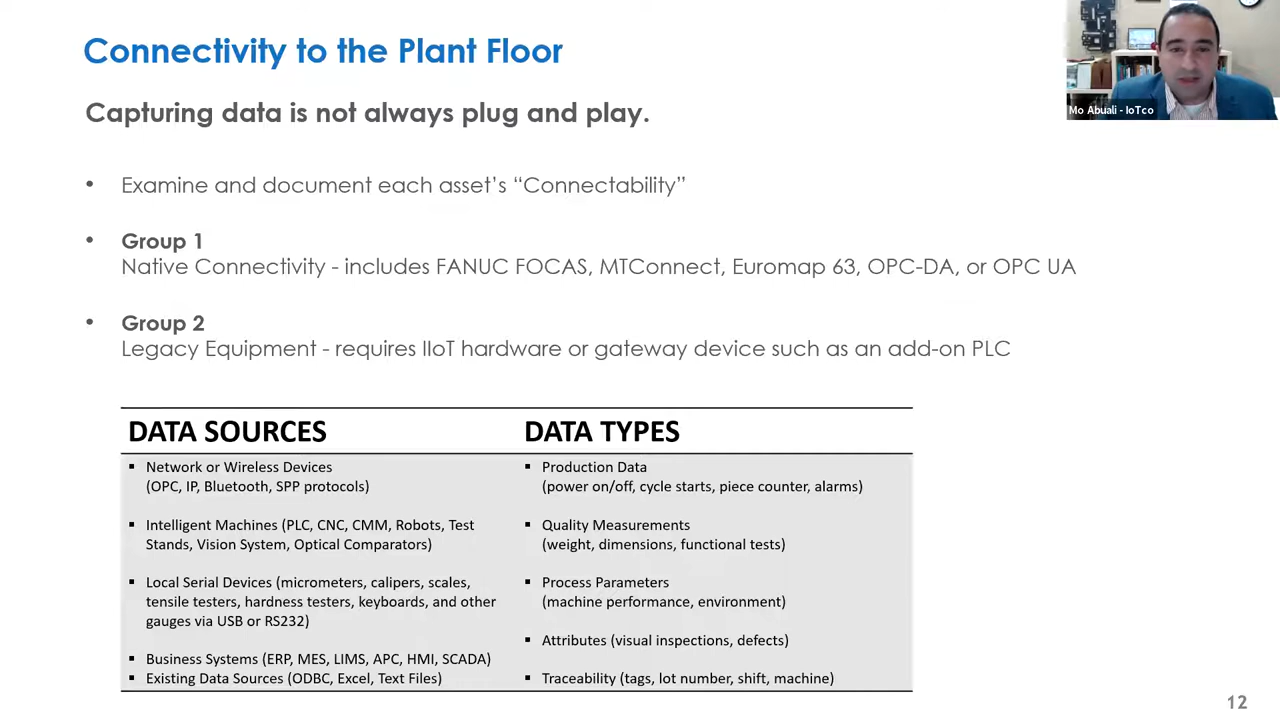 Connectivity to the Plant Floor
Mo Abuali - IoTco
Capturing data is not always plug and play.
• Examine and document each asset’s “Connectability”
• Group 1
Native Connectivity - includes FANUC FOCAS, MTConnect, Euromap 63, OPC-DA, or OPC UA
• Group 2
Legacy Equipment - requires IIoT hardware or gateway device such as an add-on PLC
DATA SOURCES
▪ Network or Wireless Devices
(OPC, IP, Bluetooth, SPP protocols)
▪ Intelligent Machines (PLC, CNC, CMM, Robots, Test
Stands, Vision System, Optical Comparators)
▪ Local Serial Devices (micrometers, calipers, scales,
tensile testers, hardness testers, keyboards, and other
gauges via USB or RS232)
▪ Business Systems (ERP, MES, LIMS, APC, HMI, SCADA)
▪ Existing Data Sources (ODBC, Excel, Text Files)
DATA TYPES
▪ Production Data
(power on/off, cycle starts, piece counter, alarms)
▪ Quality Measurements
(weight, dimensions, functional tests)
▪ Process Parameters
(machine performance, environment)
▪ Attributes (visual inspections, defects)
▪ Traceability (tags, lot number, shift, machine)
12